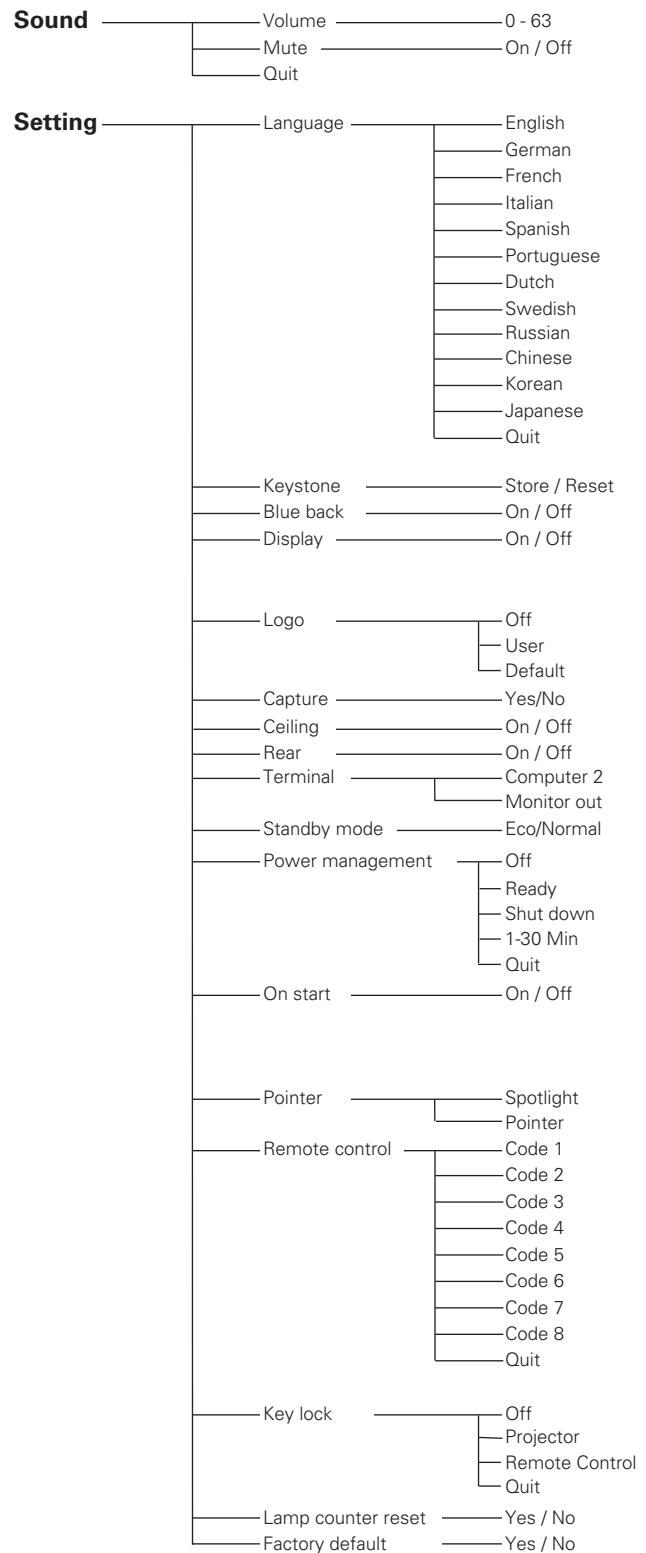 Sound Volume 0 - 63
Mute On / Off
Quit
Setting Language English
German
French
Italian
Spanish
Portuguese
Dutch
Swedish
Russian
Chinese
Korean
Japanese
Quit
Keystone Store / Reset
Blue back On / Off
Display On / Off
Logo Off
User
Default
Capture Yes/No
Ceiling On / Off
Rear On / Off
Terminal Computer 2
Monitor out
Standby mode Eco/Normal
Power management Off
Ready
Shut down
1-30 Min
Quit
On start On / Off
Pointer Spotlight
Pointer
Remote control Code 1
Code 2
Code 3
Code 4
Code 5
Code 6
Code 7
Code 8
Quit
Key lock Off
Projector
Remote Control
Quit
Lamp counter reset Yes / No
Factory default Yes / No